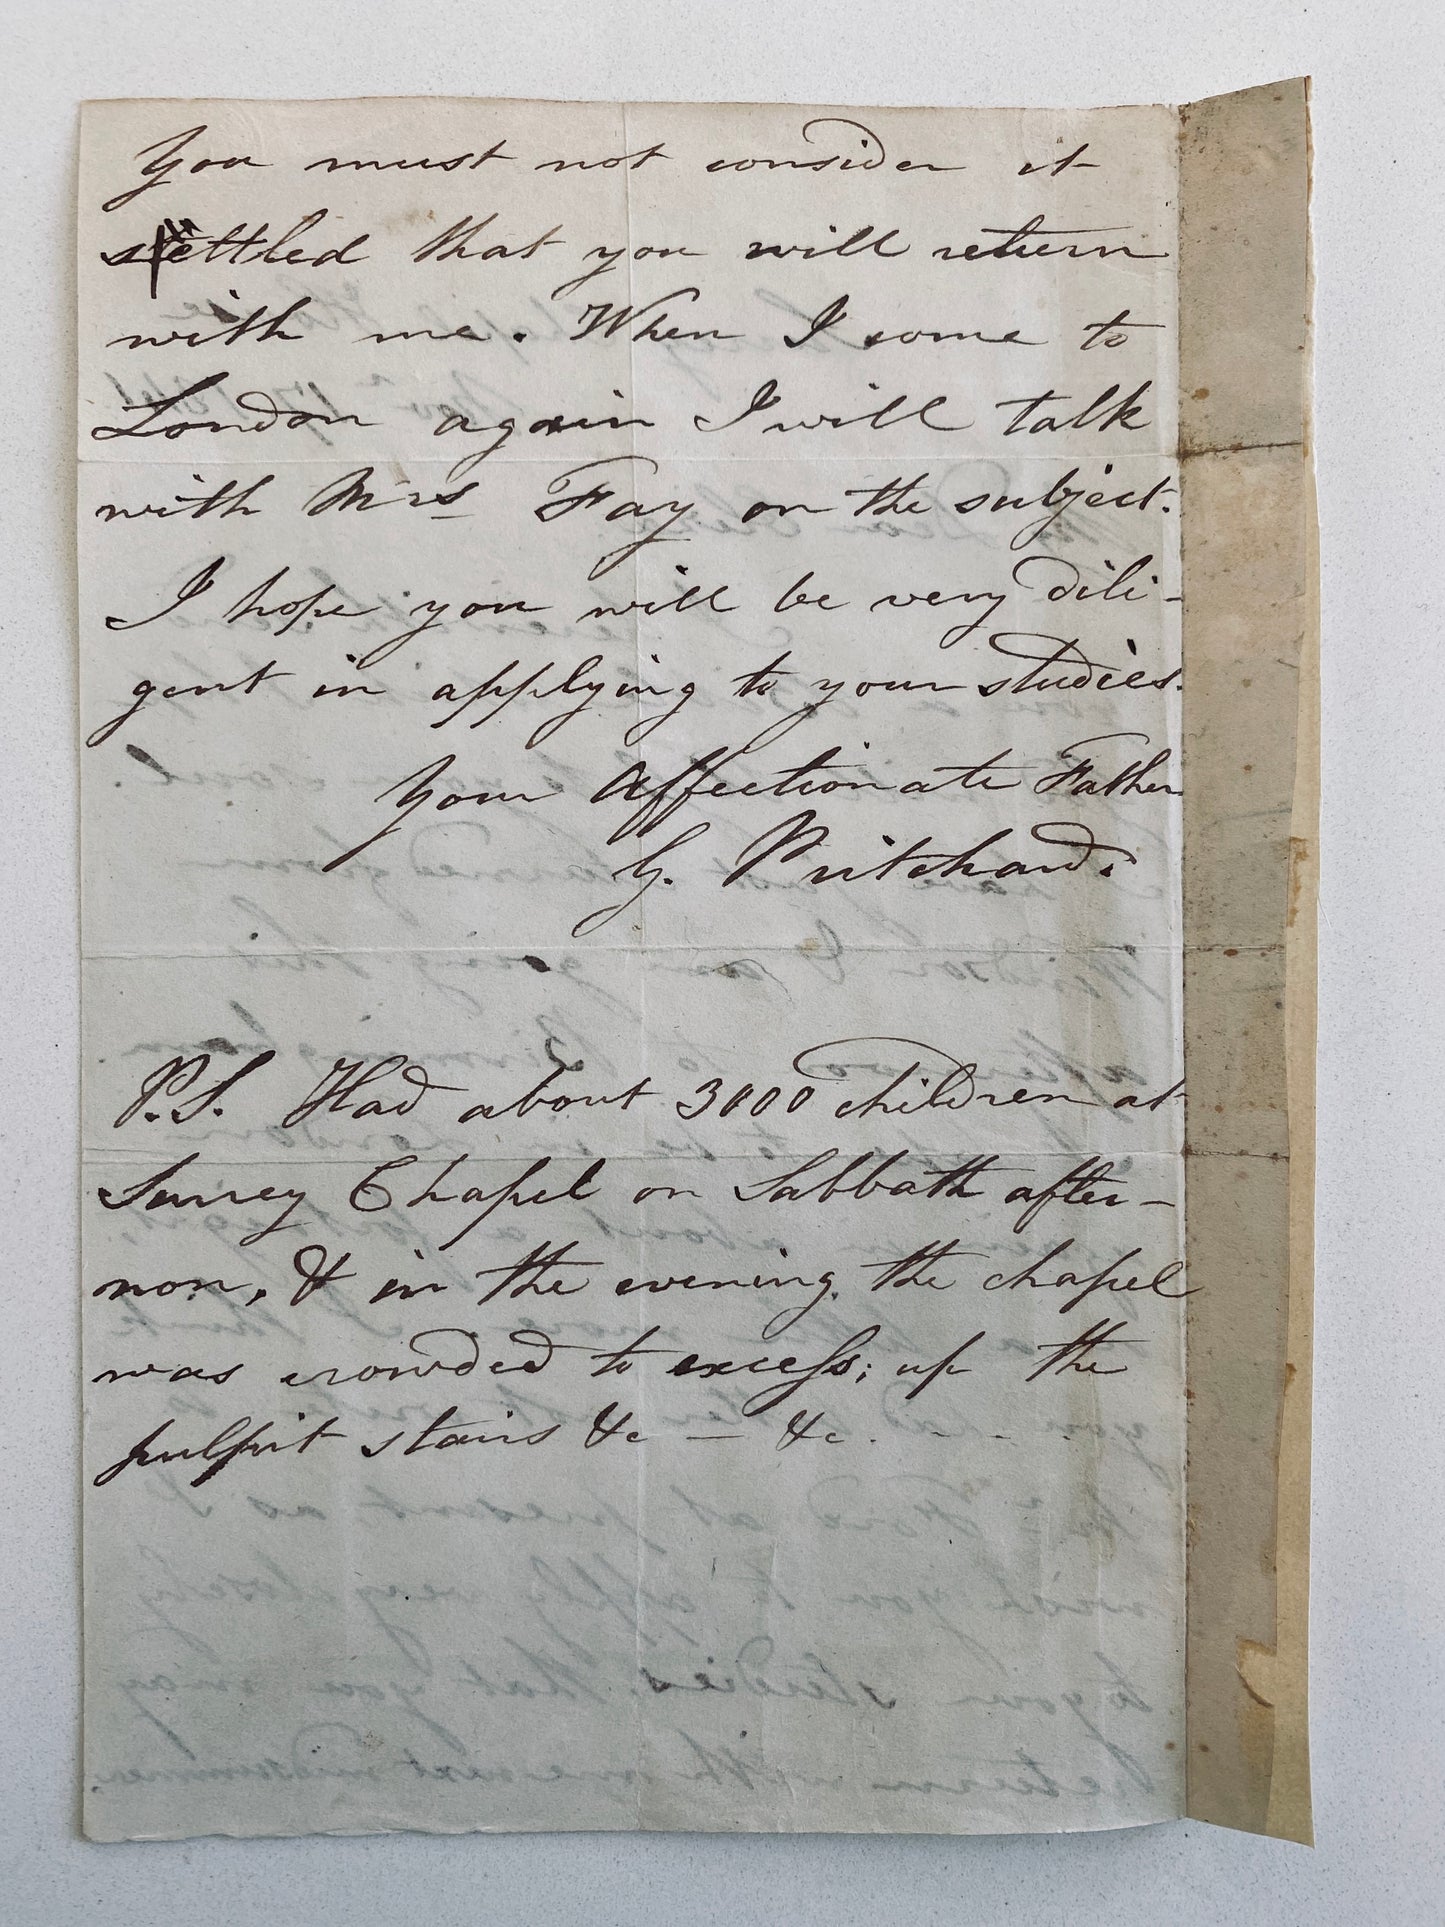 You must not consider it
settled that you will return
with me. When I come to
London again I will talk
with Mrs Fay on the subject.
I hope you will be very dili-
gent in applying to your studies.
Your Affectionate Father
G. Pritchard.
P.S. Had about 3000 children at
Surrey Chapel on Sabbath after-
noon, & in the evening the chapel
was crowded to excess; up the
pulpit stairs &c — &c. - - - -